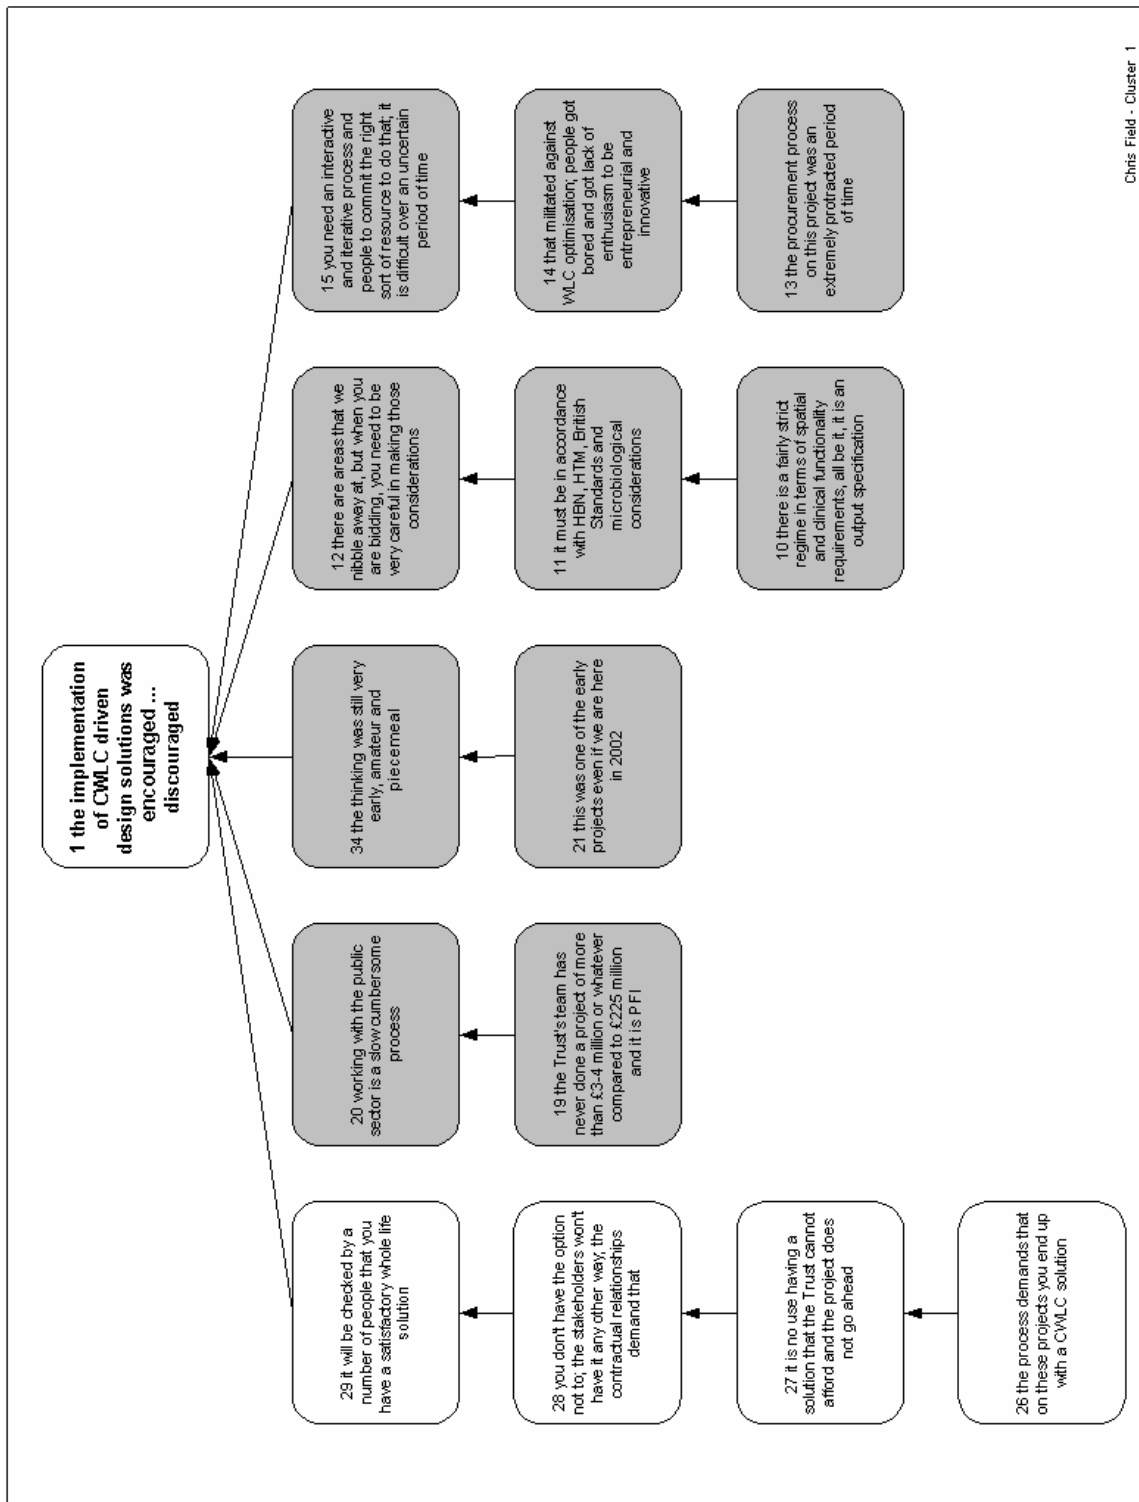 1 the implementation
of CWLC driven
design solutions was
encouraged ...
discouraged
29 it will be checked by a
number of people that you
have a satisfactory whole life
solution
20 working with the public
sector is a slow cumbersome
process
34 the thinking was still very
early, amateur and
piecemeal
12 there are areas that we
nibble away at, but when you
are bidding, you need to be
very careful in making those
considerations
15 you need an interactive
and iterative process and
people to commit the right
sort of resource to do that; it
is difficult over an uncertain
period of time
28 you don't have the option
not to; the stakeholders won't
have it any other way; the
contractual relationships
demand that
19 the Trust's team has
never done a project of more
than £3-4 million or whatever
compared to £225 million
and it is PFI
21 this was one of the early
projects even if we are here
in 2002
11 it must be in accordance
with HBN, HTM, British
Standards and
microbiological
considerations
14 that militated against
WLC optimisation; people got
bored and got lack of
enthusiasm to be
entrepreneurial and
innovative
27 it is no use having a
solution that the Trust cannot
afford and the project does
not go ahead
10 there is a fairly strict
regime in terms of spatial
and clinical functionality
requirements, all be it, it is an
output specification
13 the procurement process
on this project was an
extremely protracted period
of time
26 the process demands that
on these projects you end up
with a CWLC solution
Chris Field - Cluster 1